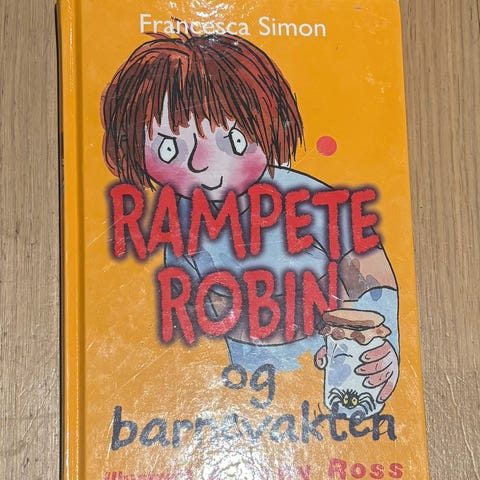 Francesca Simon
RAMPETE
ROBIN
og
barnevakten
Ross